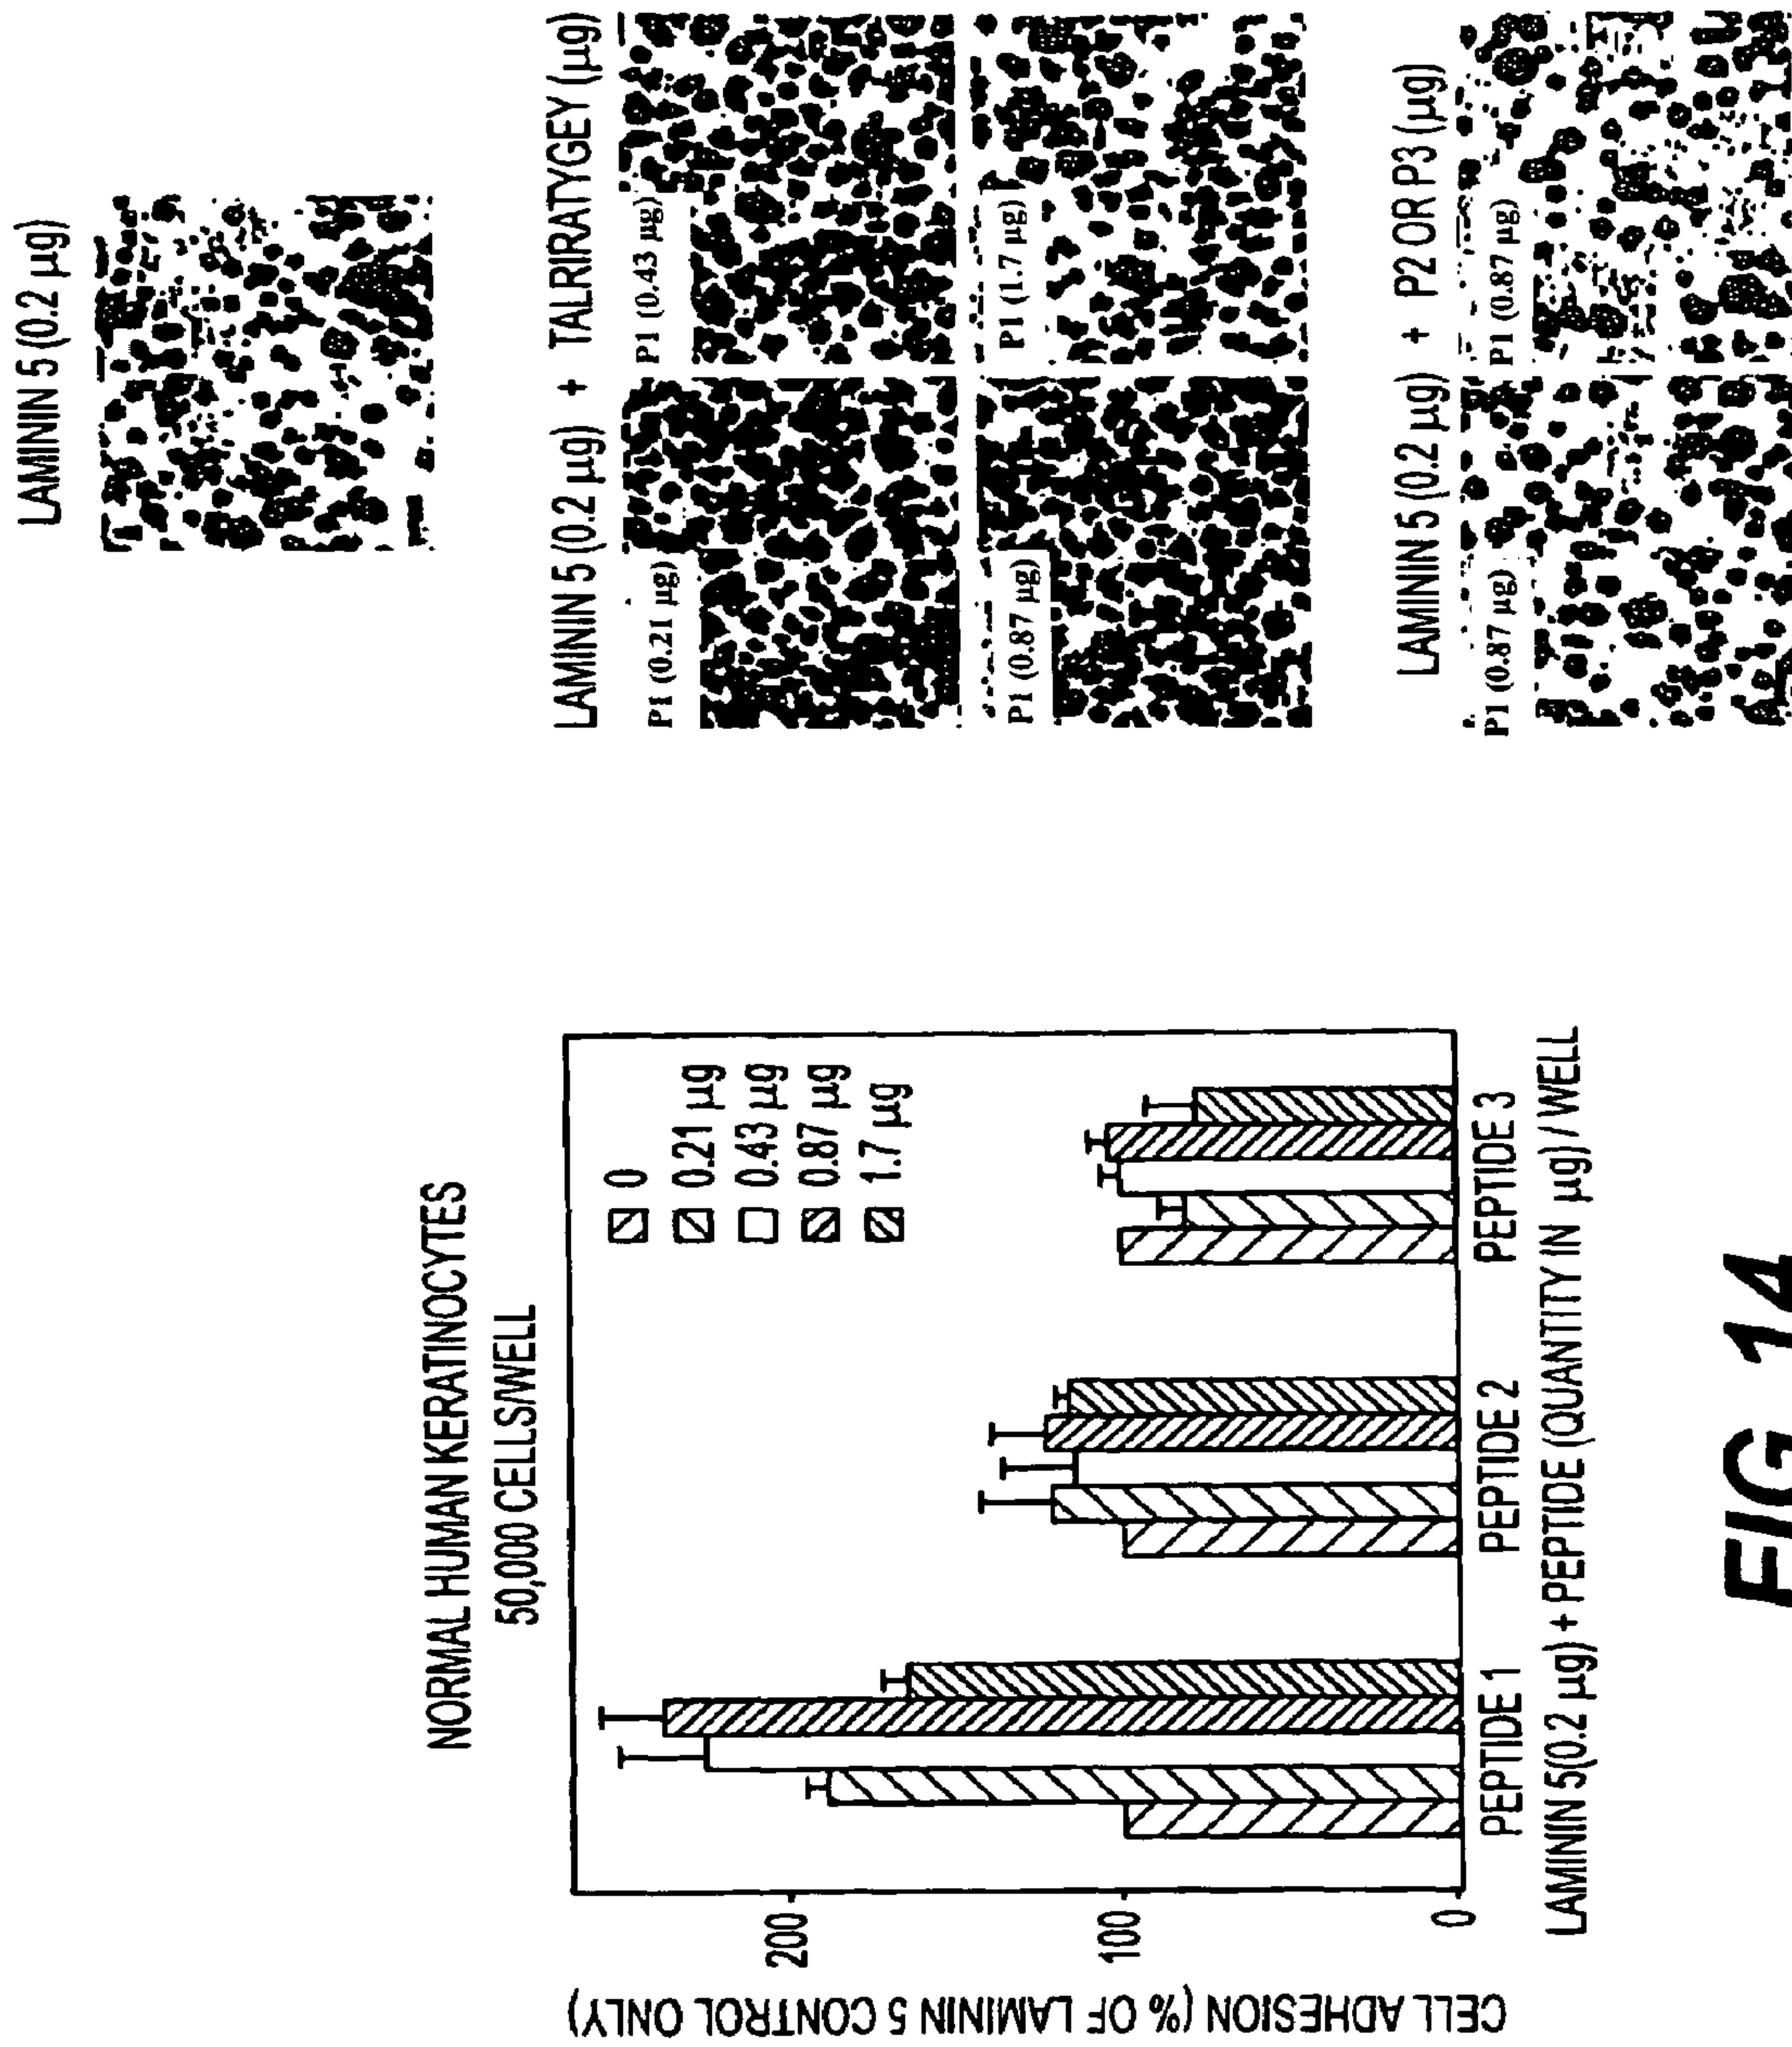 NORMAL HUMAN KERATINOCYTES
50,000 CELLS/WELL
CELL ADHESION (% OF LAMININ 5 CONTROL ONLY)
200
100
0
0
0.21 µg
0.43 µg
0.87 µg
1.7 µg
PEPTIDE 1
PEPTIDE 2
PEPTIDE 3
LAMININ 5(0.2 µg) + PEPTIDE (QUANTITY IN µg) / WELL
LAMININ 5 (0.2 µg)
LAMININ 5 (0.2 µg) + TALRIRATYGEY (µg)
P1 (0.21 µg)
P1 (0.43 µg)
P1 (0.87 µg)
P1 (1.7 µg)
LAMININ 5 (0.2 µg) + P2 OR P3 (µg)
P1 (0.87 µg)
P1 (0.87 µg)
FIG 14